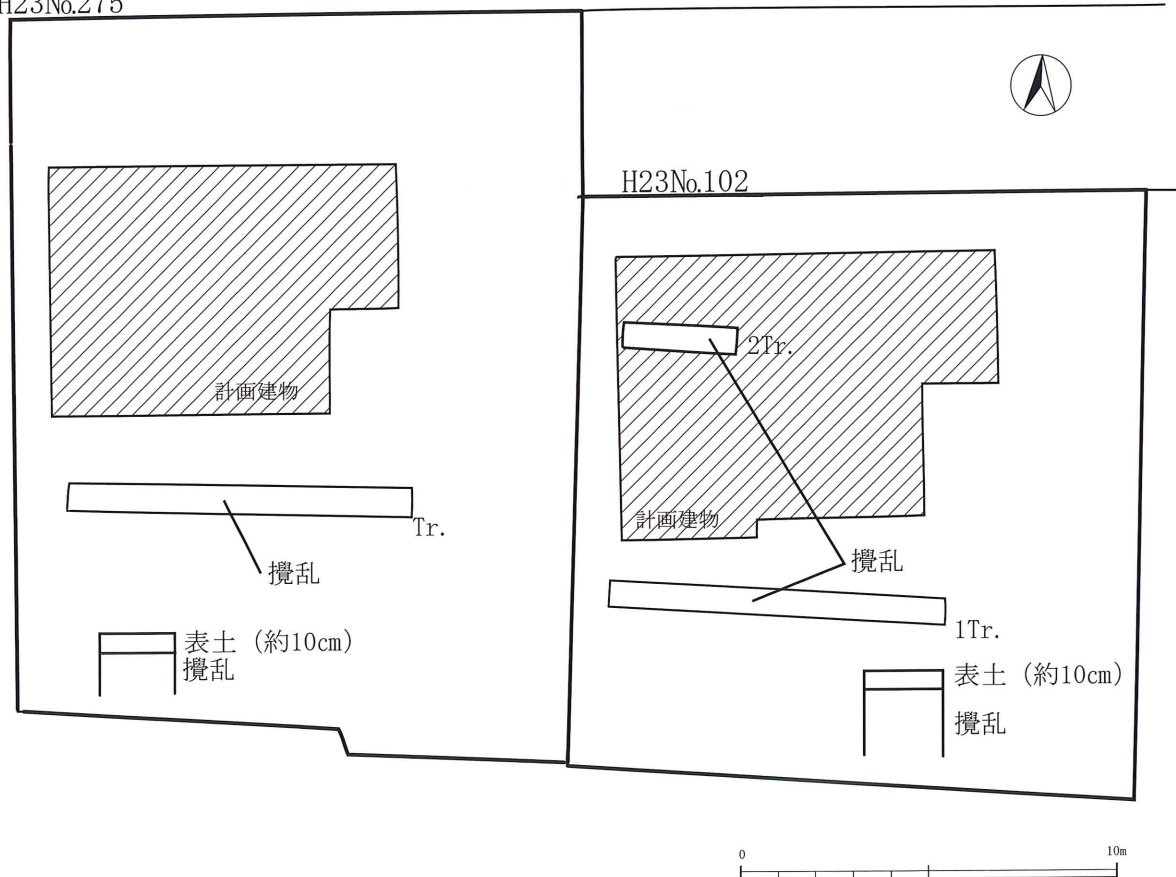 H23No.275
H23No.102
2Tr.
計画建物
計画建物
Tr.
攪乱
攪乱
1Tr.
表土（約10cm）
攪乱
表土（約10cm）
攪乱
0 10m